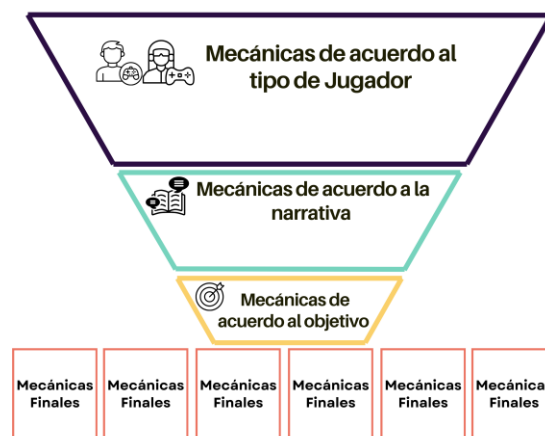 Mecánicas de acuerdo al
tipo de Jugador
Mecánicas de acuerdo a la
narrativa
Mecánicas de
acuerdo al objetivo
Mecánicas
Finales
Mecánicas
Finales
Mecánicas
Finales
Mecánicas
Finales
Mecánicas
Finales
Mecánicas
Finales